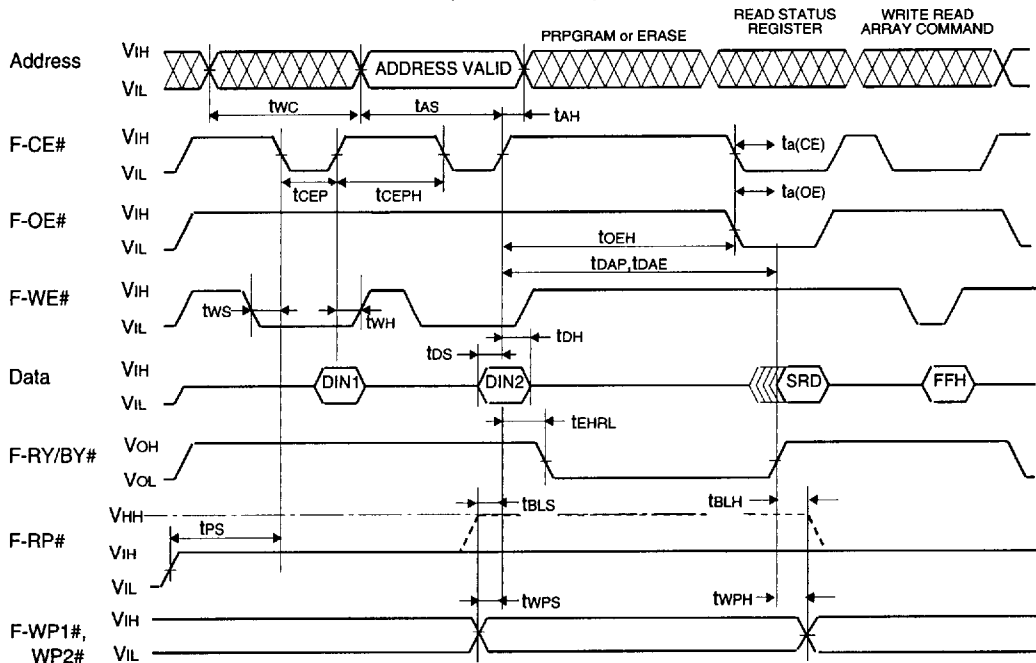 READ STATUS REGISTER
WRITE READ ARRAY COMMAND
PRPGRAM or ERASE
Address
VIH
VIL
ADDRESS VALID
tWC
tAS
tAH
F-CE#
VIH
VIL
ta(CE)
tCEP
tCEPH
ta(OE)
F-OE#
VIH
VIL
tOEH
tDAP,tDAE
F-WE#
VIH
VIL
tWS
tWH
tDH
tDS
Data
VIH
VIL
DIN1
DIN2
SRD
FFH
tEHRL
F-RY/BY#
VOH
VOL
tBLS
tBLH
VHH
tPS
F-RP#
VIH
VIL
tWPS
tWPH
F-WP1#,
WP2#
VIH
VIL